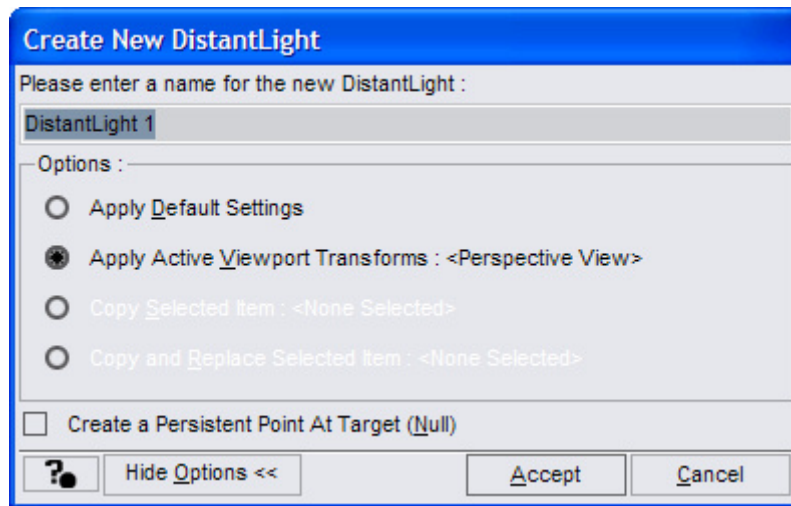 Create New DistantLight
Please enter a name for the new DistantLight :
DistantLight 1
Options :
Apply Default Settings
Apply Active Viewport Transforms : <Perspective View>
Copy Selected Item : <None Selected>
Copy and Replace Selected Item : <None Selected>
Create a Persistent Point At Target (Null)
?
Hide Options <<
Accept
Cancel